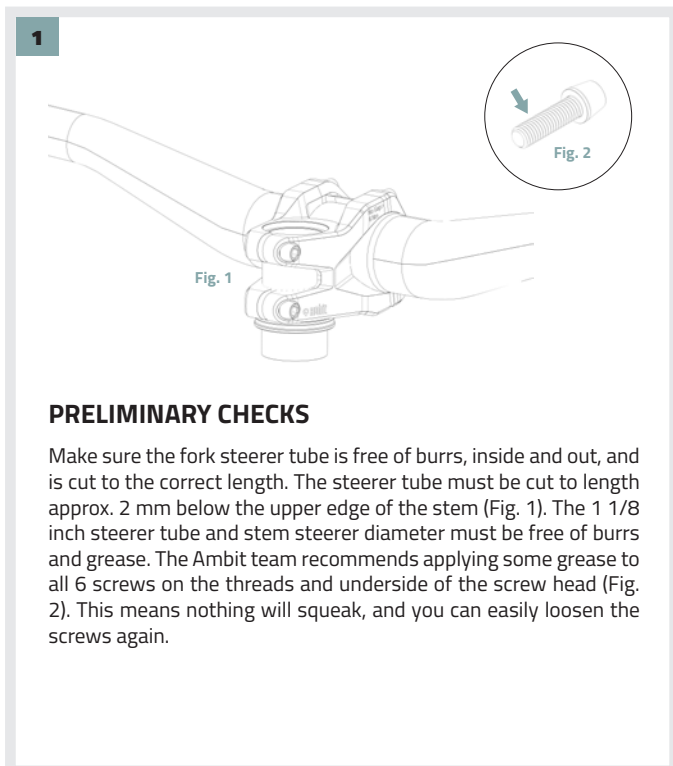 1
Fig. 2
Fig. 1
ambit
PRELIMINARY CHECKS
Make sure the fork steerer tube is free of burrs, inside and out, and
is cut to the correct length. The steerer tube must be cut to length
approx. 2 mm below the upper edge of the stem (Fig. 1). The 1 1/8
inch steerer tube and stem steerer diameter must be free of burrs
and grease. The Ambit team recommends applying some grease to
all 6 screws on the threads and underside of the screw head (Fig.
2). This means nothing will squeak, and you can easily loosen the
screws again.